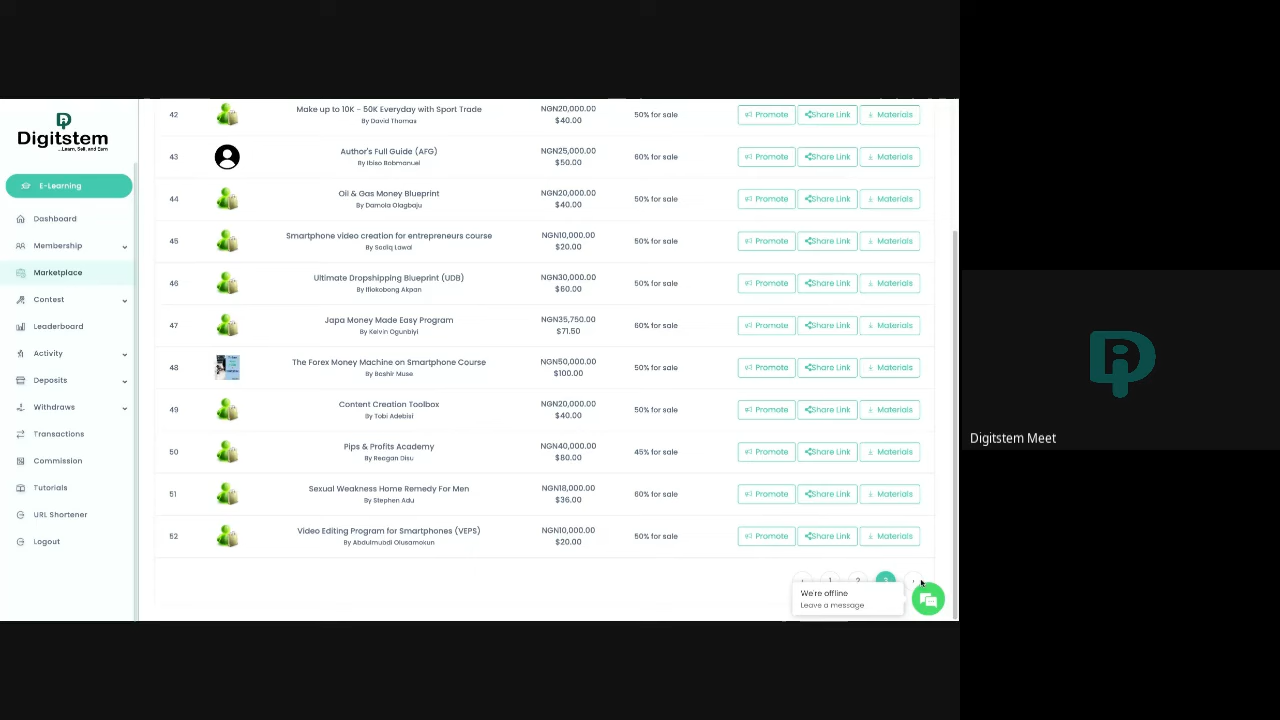 Digitstem
...Learn, Sell, and Earn
E-Learning
Dashboard
Membership
Marketplace
Contest
Leaderboard
Activity
Deposits
Withdraws
Transactions
Commission
Tutorials
URL Shortener
Logout
42 Make up to 10K – 50K Everyday with Sport Trade NGN20,000.00 50% for sale Promote Share Link Materials
By David Thomas $40.00
43 Author's Full Guide (AFG) NGN25,000.00 60% for sale Promote Share Link Materials
By Ibiso Bobmanuel $50.00
44 Oil & Gas Money Blueprint NGN20,000.00 50% for sale Promote Share Link Materials
By Damola Olagbaju $40.00
45 Smartphone video creation for entrepreneurs course NGN10,000.00 50% for sale Promote Share Link Materials
By Sadiq Lawal $20.00
46 Ultimate Dropshipping Blueprint (UDB) NGN30,000.00 50% for sale Promote Share Link Materials
By Ifiokobong Akpan $60.00
47 Japa Money Made Easy Program NGN35,750.00 60% for sale Promote Share Link Materials
By Kelvin Ogunbiyi $71.50
48 The Forex Money Machine on Smartphone Course NGN50,000.00 50% for sale Promote Share Link Materials
By Bashir Muse $100.00
49 Content Creation Toolbox NGN20,000.00 50% for sale Promote Share Link Materials
By Tobi Adebisi $40.00
50 Pips & Profits Academy NGN40,000.00 45% for sale Promote Share Link Materials
By Reagan Disu $80.00
51 Sexual Weakness Home Remedy For Men NGN18,000.00 60% for sale Promote Share Link Materials
By Stephen Adu $36.00
52 Video Editing Program for Smartphones (VEPS) NGN10,000.00 50% for sale Promote Share Link Materials
By Abdulmubdi Olusamokun $20.00
‹ 1 2 3 ›
We're offline
Leave a message
Digitstem Meet